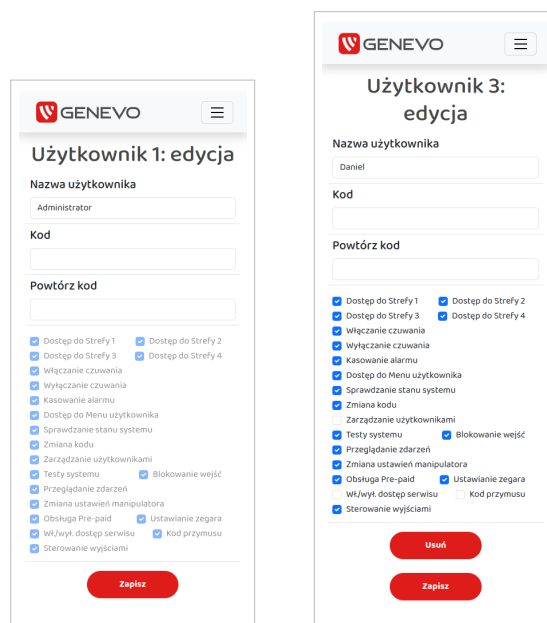 GENEVO
Użytkownik 1: edycja
Nazwa użytkownika
Administrator
Kod
Powtórz kod
Dostęp do Strefy 1 Dostęp do Strefy 2
Dostęp do Strefy 3 Dostęp do Strefy 4
Włączanie czuwania
Wyłączanie czuwania
Kasowanie alarmu
Dostęp do Menu użytkownika
Sprawdzanie stanu systemu
Zmiana kodu
Zarządzanie użytkownikami
Testy systemu Blokowanie wejść
Przeglądanie zdarzeń
Zmiana ustawień manipulatora
Obsługa Pre-paid Ustawianie zegara
Wł./wył. dostęp serwisu Kod przymusu
Sterowanie wyjściami
Zapisz
GENEVO
Użytkownik 3:
edycja
Nazwa użytkownika
Daniel
Kod
Powtórz kod
Dostęp do Strefy 1 Dostęp do Strefy 2
Dostęp do Strefy 3 Dostęp do Strefy 4
Włączanie czuwania
Wyłączanie czuwania
Kasowanie alarmu
Dostęp do Menu użytkownika
Sprawdzanie stanu systemu
Zmiana kodu
Zarządzanie użytkownikami
Testy systemu Blokowanie wejść
Przeglądanie zdarzeń
Zmiana ustawień manipulatora
Obsługa Pre-paid Ustawianie zegara
Wł./wył. dostęp serwisu Kod przymusu
Sterowanie wyjściami
Usuń
Zapisz